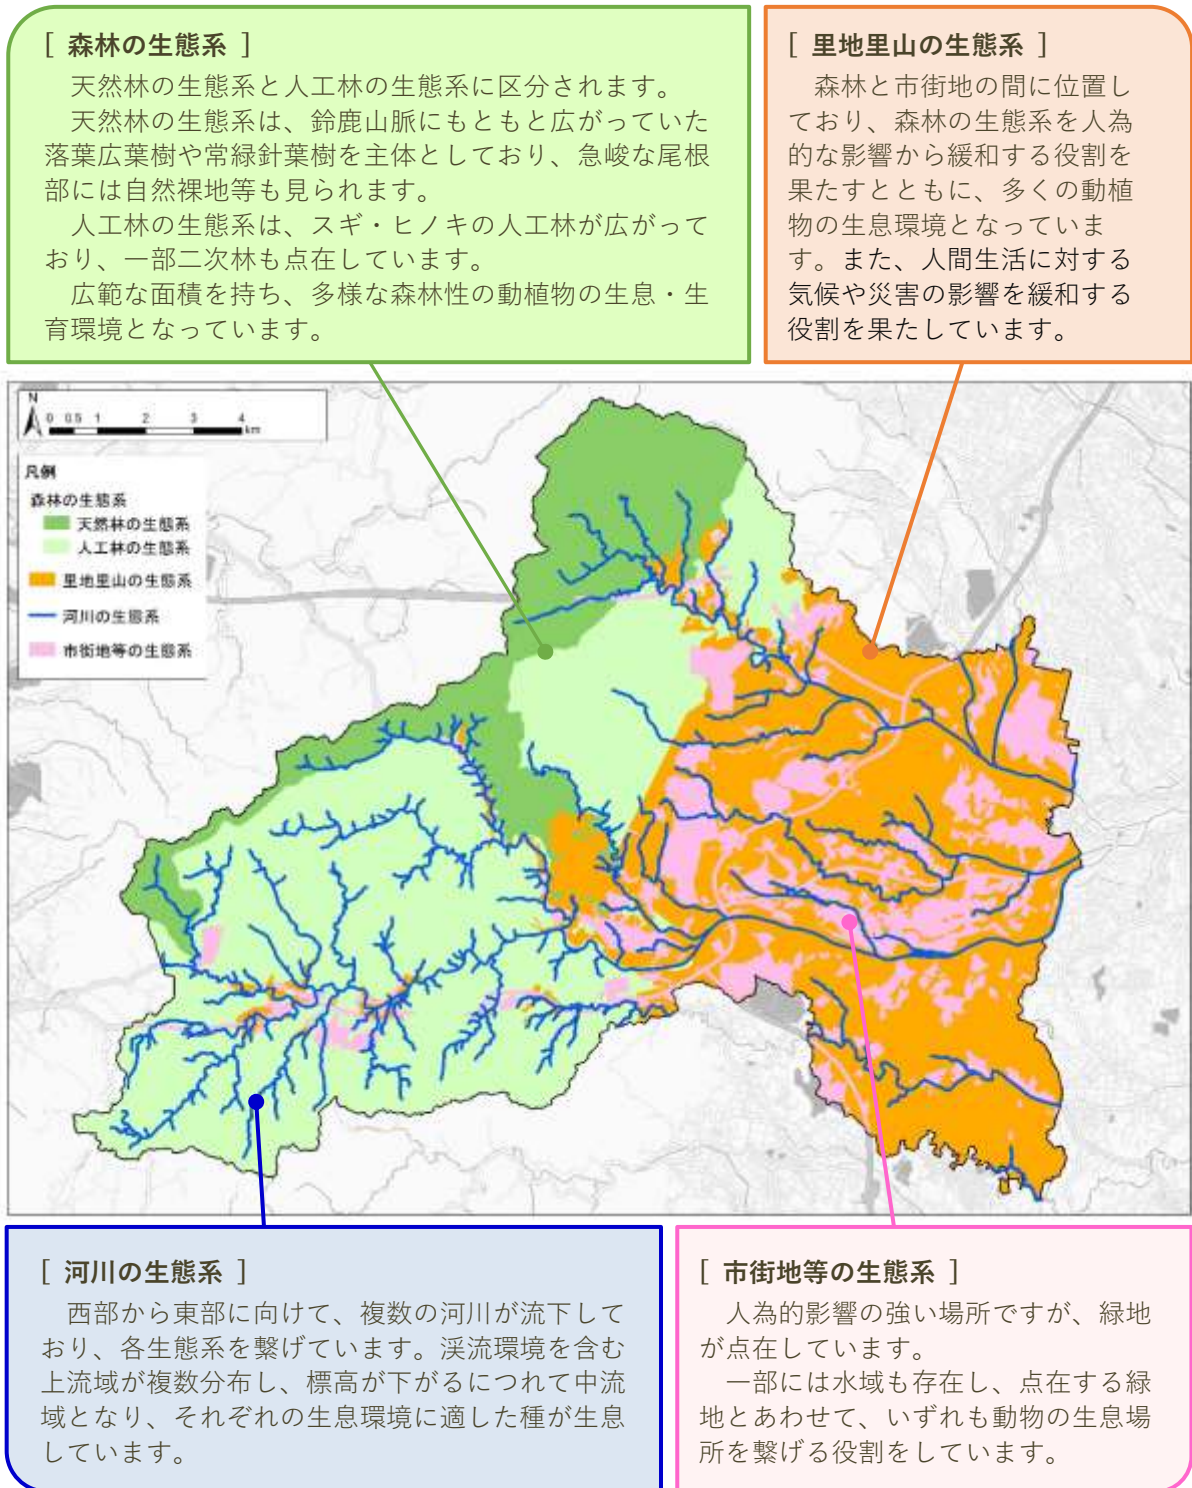 [ 森林の生態系 ]
天然林の生態系と人工林の生態系に区分されます。
天然林の生態系は、鈴鹿山脈にもともと広がっていた
落葉広葉樹や常緑針葉樹を主体としており、急峻な尾根
部には自然裸地等も見られます。
人工林の生態系は、スギ・ヒノキの人工林が広がって
おり、一部二次林も点在しています。
広範な面積を持ち、多様な森林性の動植物の生息・生
育環境となっています。
[ 里地里山の生態系 ]
森林と市街地の間に位置し
ており、森林の生態系を人為
的な影響から緩和する役割を
果たすとともに、多くの動植
物の生息環境となっていま
す。また、人間生活に対する
気候や災害の影響を緩和する
役割を果たしています。
N
0 0.5 1 2 3 4
km
凡例
森林の生態系
天然林の生態系
人工林の生態系
里地里山の生態系
河川の生態系
市街地等の生態系
[ 河川の生態系 ]
西部から東部に向けて、複数の河川が流下して
おり、各生態系を繋げています。渓流環境を含む
上流域が複数分布し、標高が下がるにつれて中流
域となり、それぞれの生息環境に適した種が生息
しています。
[ 市街地等の生態系 ]
人為的影響の強い場所ですが、緑地
が点在しています。
一部には水域も存在し、点在する緑
地とあわせて、いずれも動物の生息場
所を繋げる役割をしています。